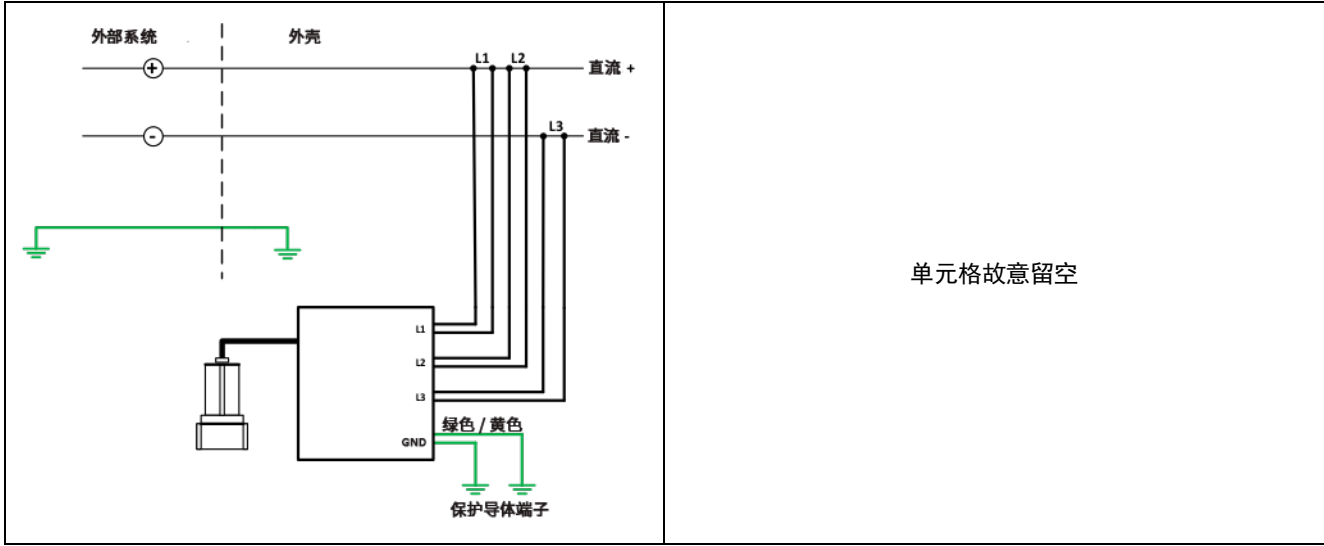 外部系统
外壳
+
L1
L2
直流 +
-
L3
直流 -
单元格故意留空
L1
L2
L3
绿色 / 黄色
GND
保护导体端子